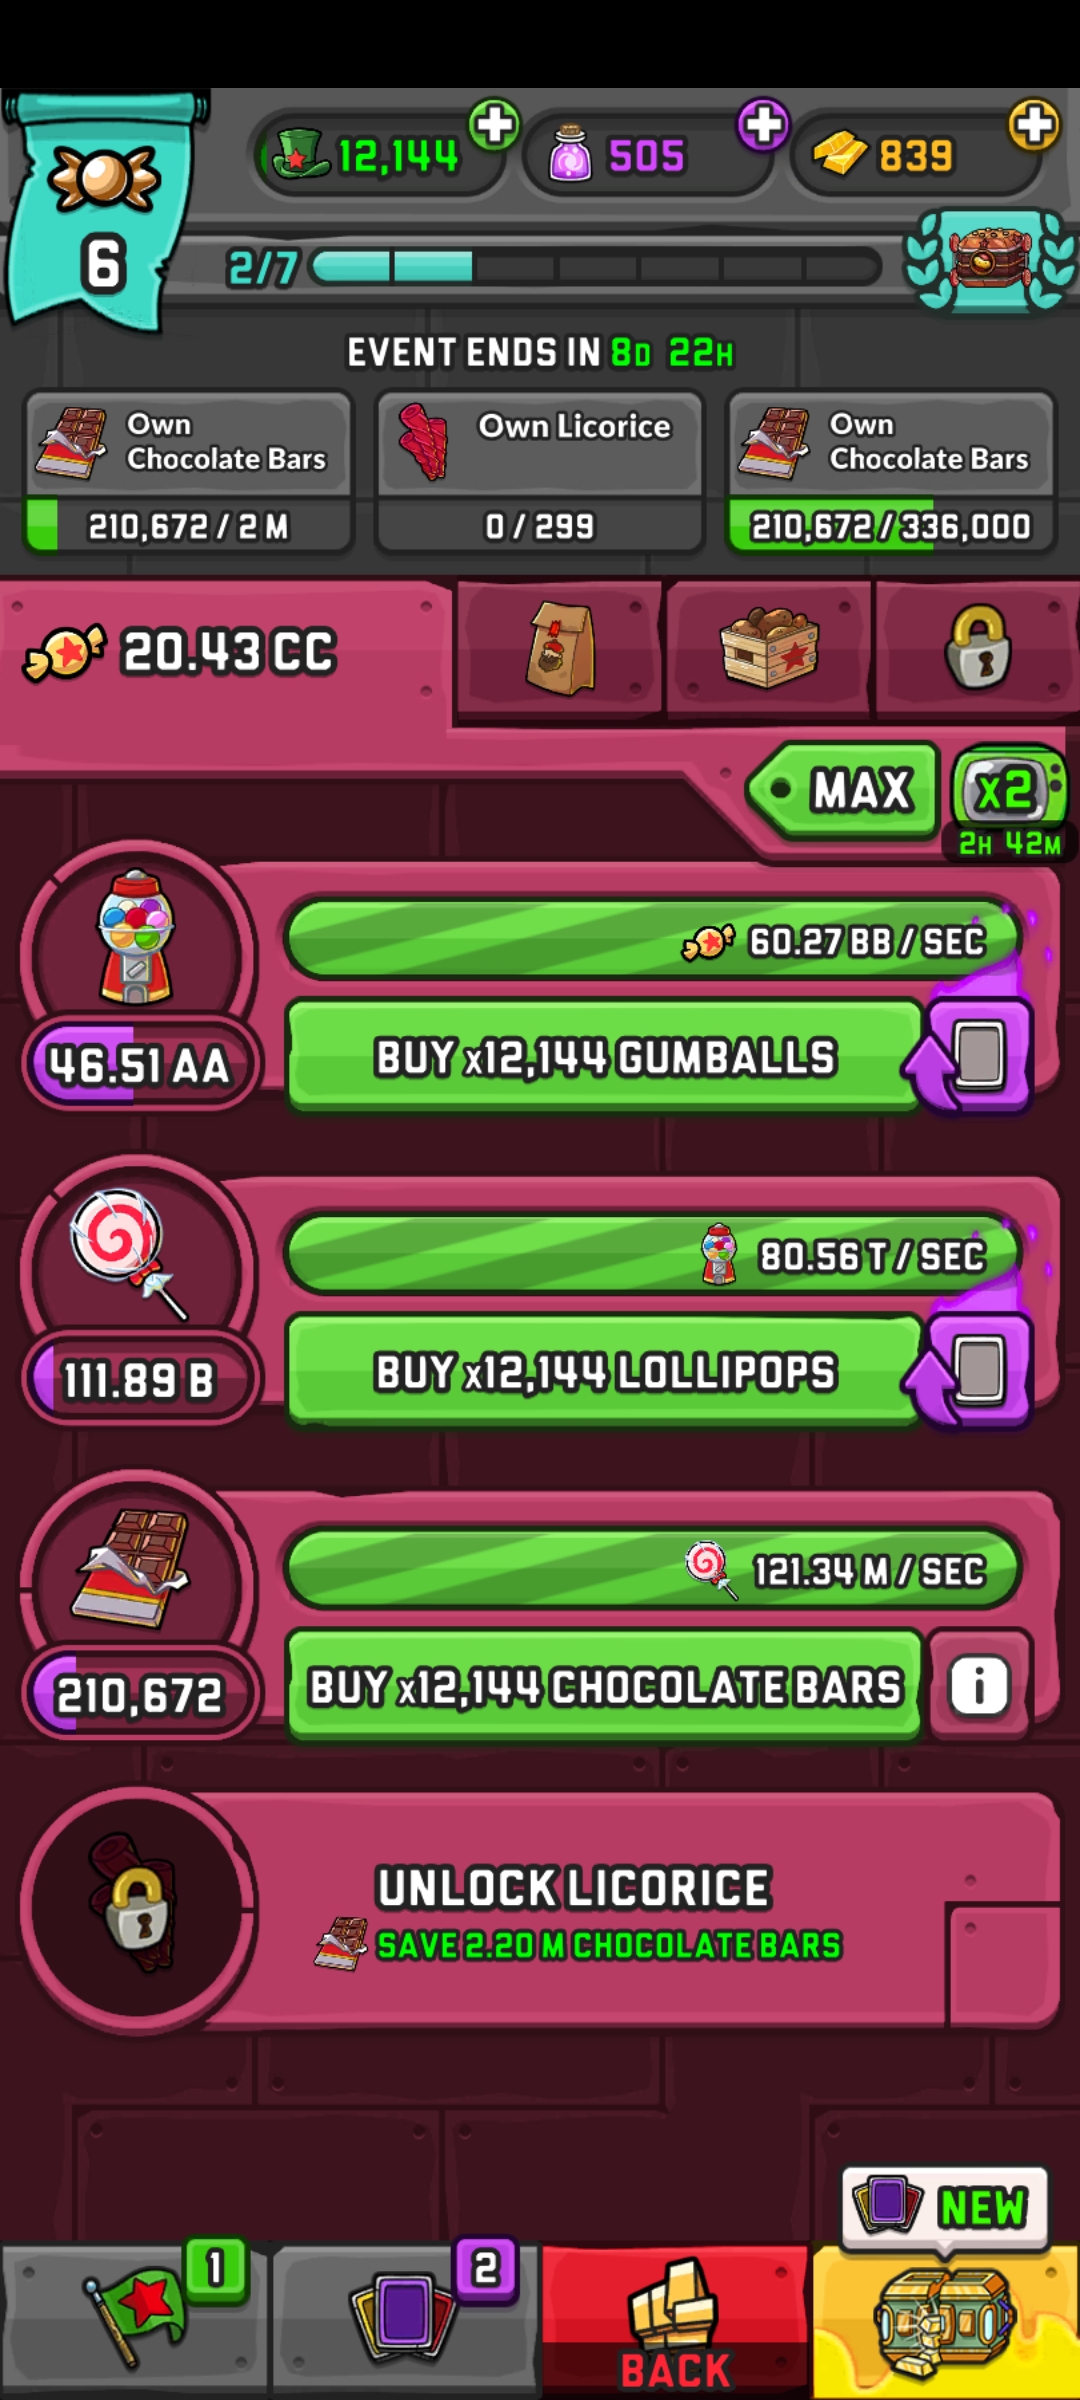 12,144
505
839
6
2/7
EVENT ENDS IN 8D 22H
Own
Chocolate Bars
210,672 / 2 M
Own Licorice
0 / 299
Own
Chocolate Bars
210,672 / 336,000
20.43 CC
MAX
x2
2H 42M
60.27 BB / SEC
46.51 AA
BUY x12,144 GUMBALLS
80.56 T / SEC
111.89 B
BUY x12,144 LOLLIPOPS
121.34 M / SEC
210,672
BUY x12,144 CHOCOLATE BARS
i
UNLOCK LICORICE
SAVE 2.20 M CHOCOLATE BARS
NEW
1
2
BACK